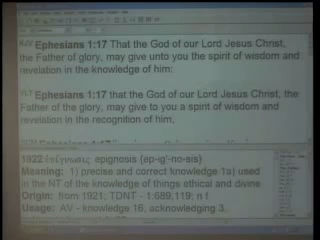 KJV Ephesians 1:17 That the God of our Lord Jesus Christ,
the Father of glory, may give unto you the spirit of wisdom and
revelation in the knowledge of him:
YLT Ephesians 1:17 that the God of our Lord Jesus Christ, the
Father of the glory, may give to you a spirit of wisdom and
revelation in the recognition of him,
1922 ἐπίγνωσις epignosis (ep-ig'-no-sis)
Meaning: 1) precise and correct knowledge 1a) used
in the NT of the knowledge of things ethical and divine
Origin: from 1921; TDNT - 1:689,119; n f
Usage: AV - knowledge 16, acknowledging 3,